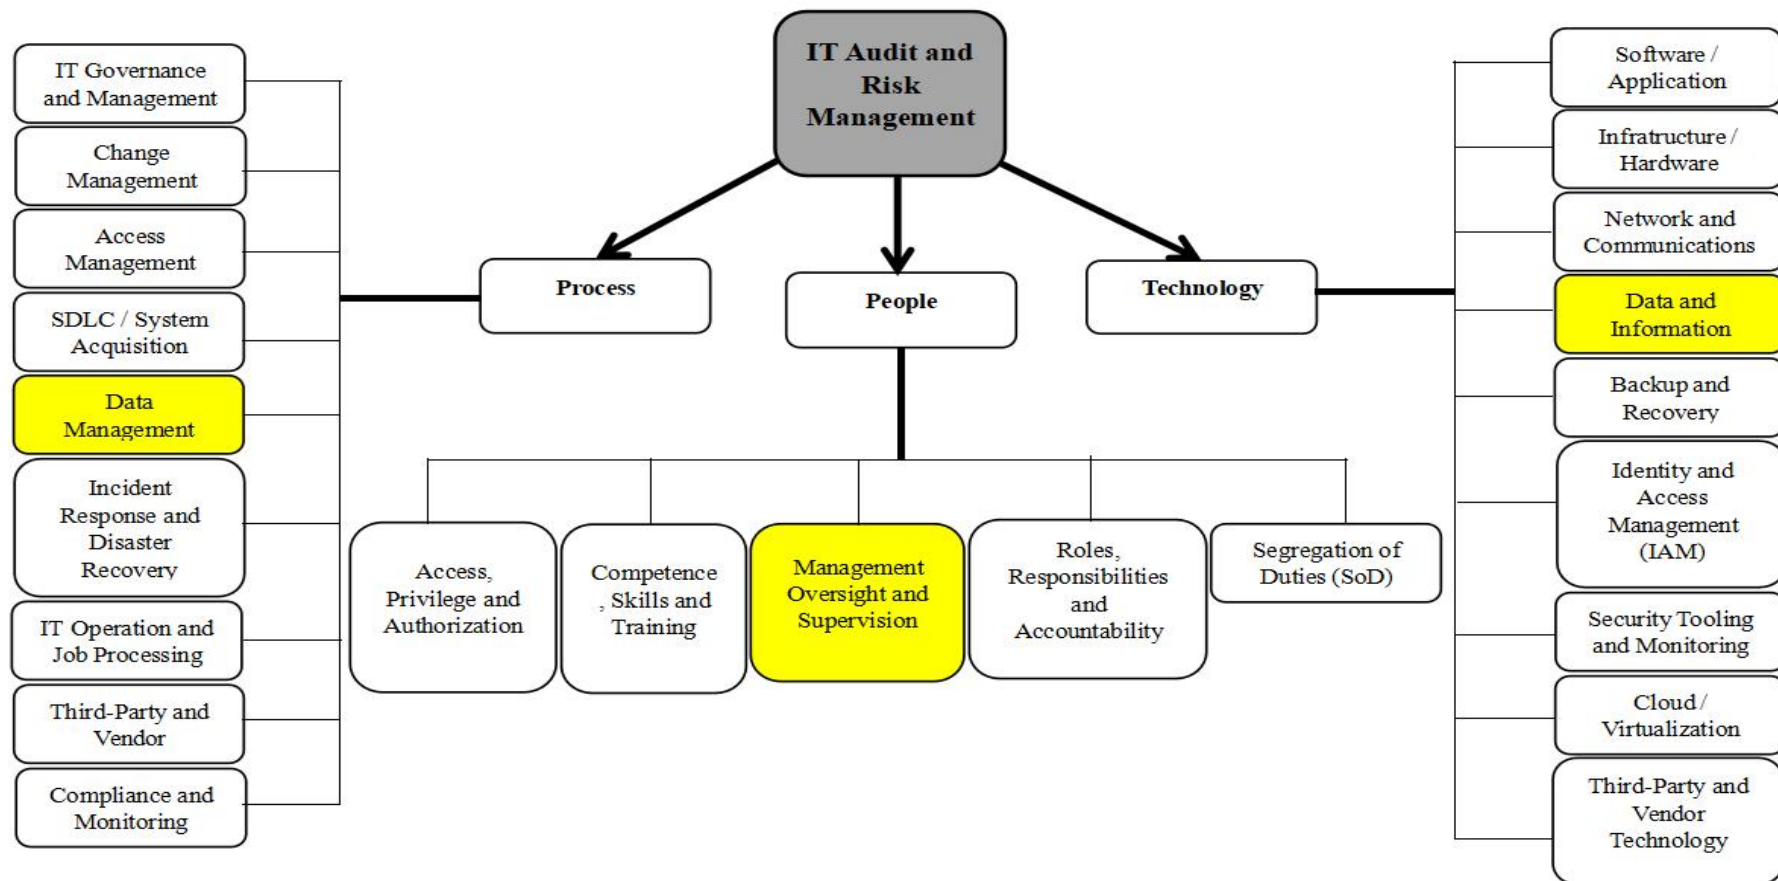 IT Audit and
Risk
Management
Process
People
Technology
IT Governance
and Management
Change
Management
Access
Management
SDLC / System
Acquisition
Data
Management
Incident
Response and
Disaster
Recovery
IT Operation and
Job Processing
Third-Party and
Vendor
Compliance and
Monitoring
Access,
Privilege and
Authorization
Competence
, Skills and
Training
Management
Oversight and
Supervision
Roles,
Responsibilities
and
Accountability
Segregation of
Duties (SoD)
Software /
Application
Infratructure /
Hardware
Network and
Communications
Data and
Information
Backup and
Recovery
Identity and
Access
Management
(IAM)
Security Tooling
and Monitoring
Cloud /
Virtualization
Third-Party and
Vendor
Technology